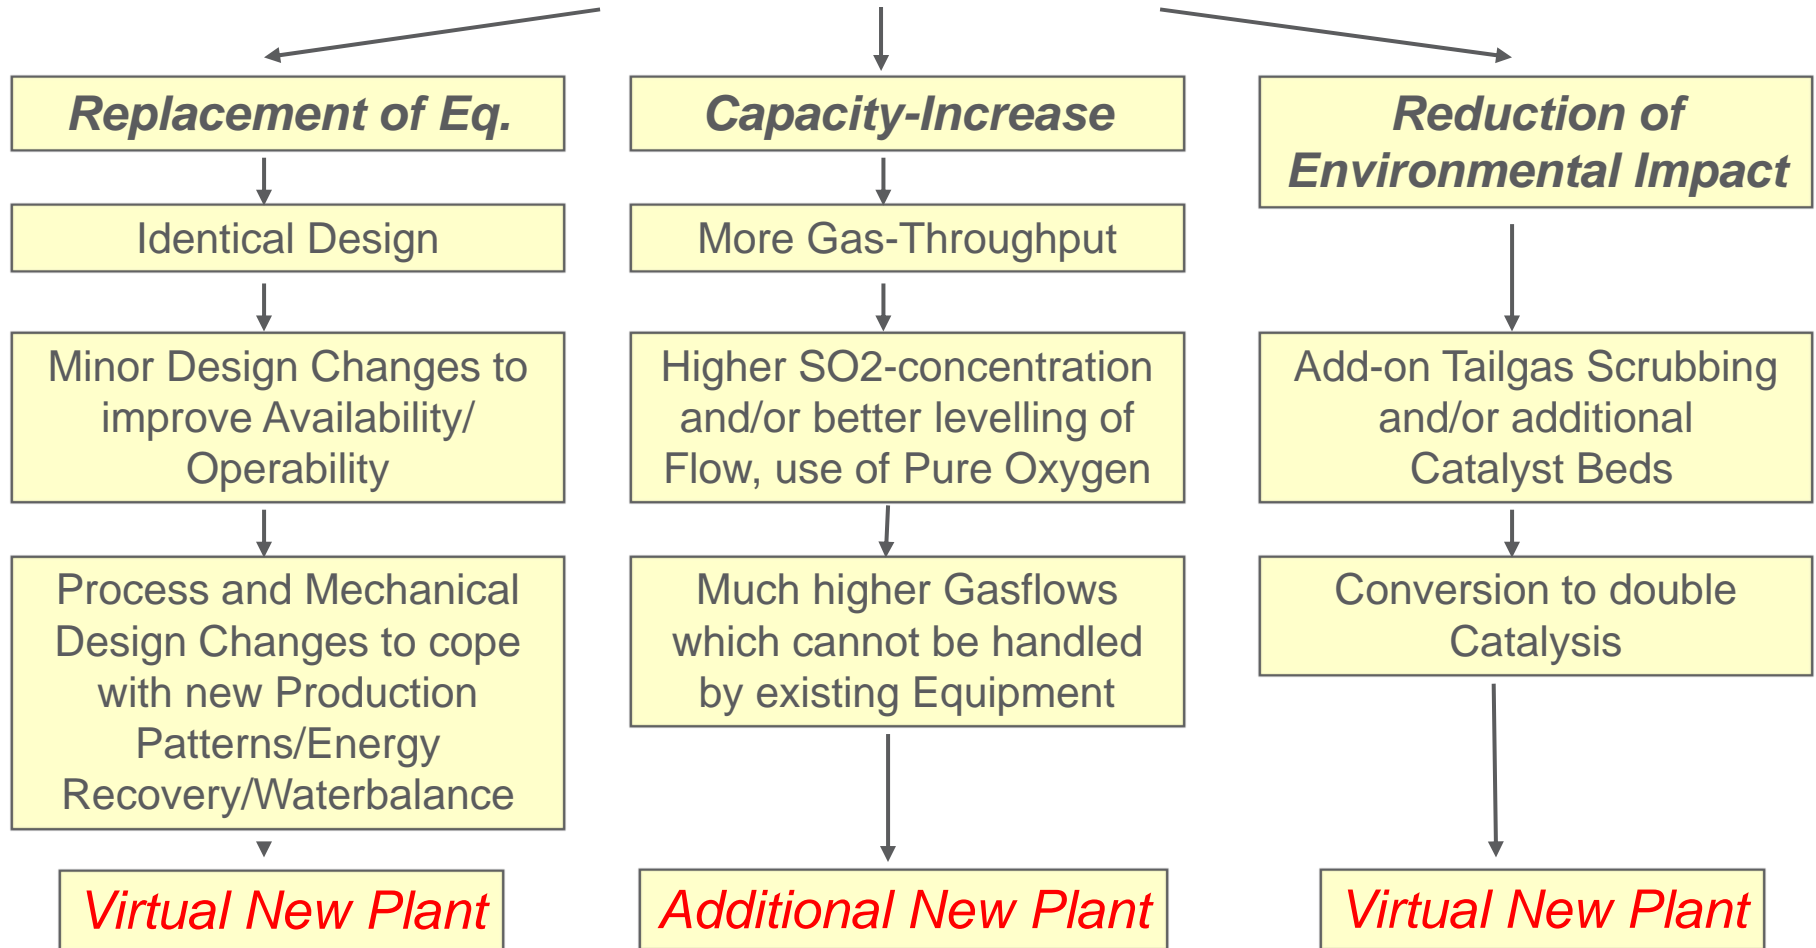 Replacement of Eq.
Identical Design
Minor Design Changes to
improve Availability/
Operability
Process and Mechanical
Design Changes to cope
with new Production
Patterns/Energy
Recovery/Waterbalance
Virtual New Plant
Capacity-Increase
More Gas-Throughput
Higher SO2-concentration
and/or better levelling of
Flow, use of Pure Oxygen
Much higher Gasflows
which cannot be handled
by existing Equipment
Additional New Plant
Reduction of
Environmental Impact
Add-on Tailgas Scrubbing
and/or additional
Catalyst Beds
Conversion to double
Catalysis
Virtual New Plant